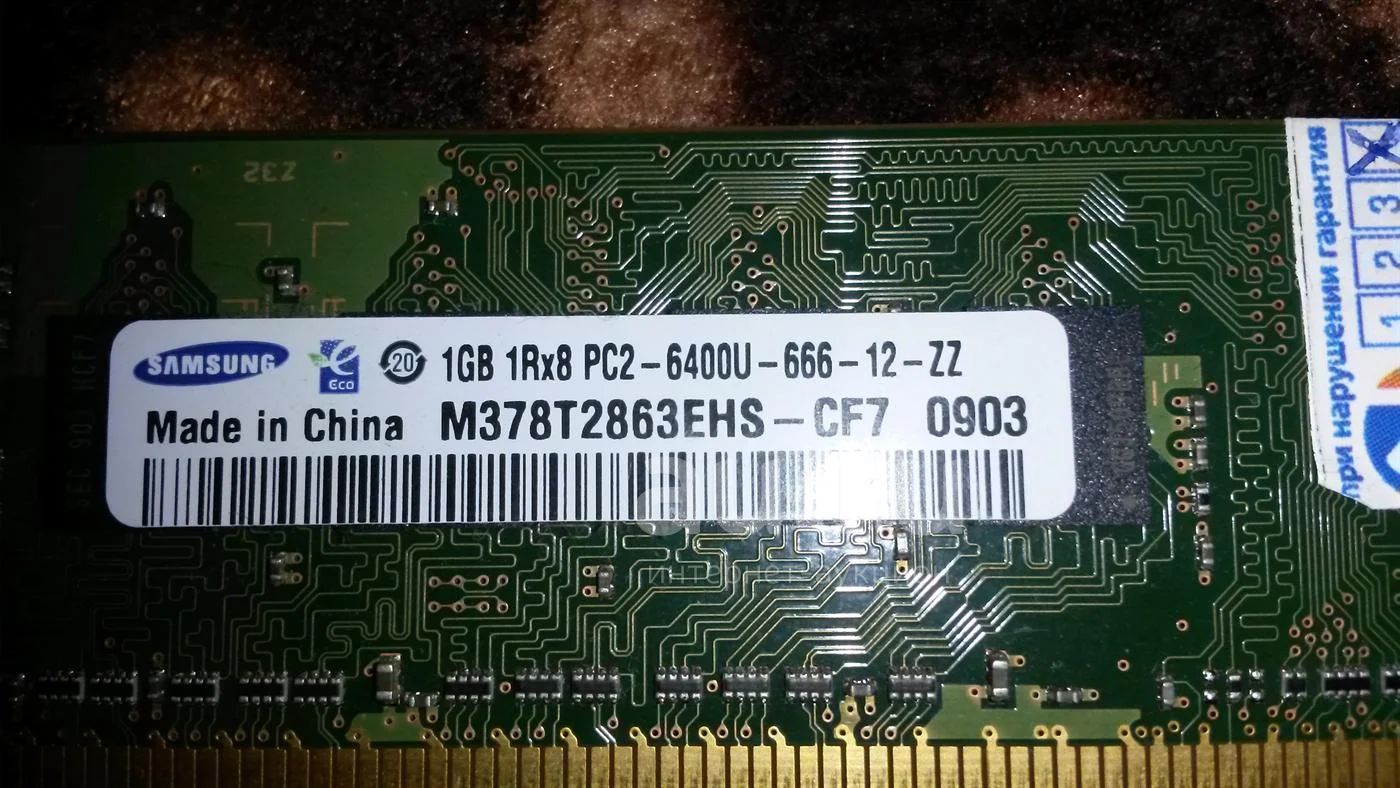 Z32
SAMSUNG
Eco
20
1GB 1Rx8 PC2-6400U-666-12-ZZ
Made in China M378T2863EHS-CF7 0903
при нарушении гарантия
1 2 3